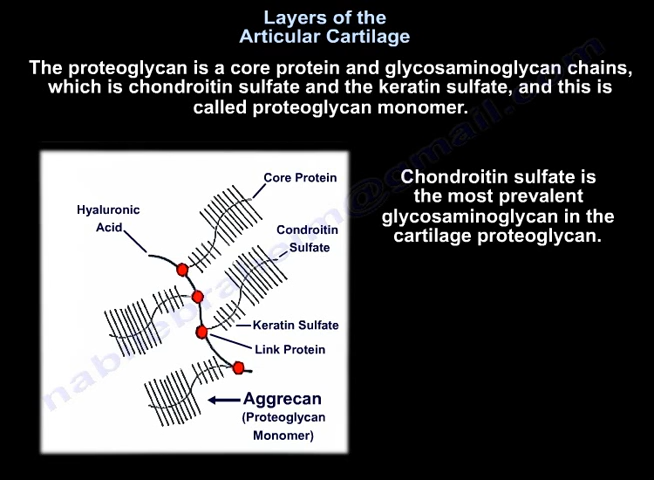 Layers of the
Articular Cartilage
The proteoglycan is a core protein and glycosaminoglycan chains,
which is chondroitin sulfate and the keratin sulfate, and this is
called proteoglycan monomer.
Chondroitin sulfate is
the most prevalent
glycosaminoglycan in the
cartilage proteoglycan.
Core Protein
Hyaluronic
Acid
Condroitin
Sulfate
Keratin Sulfate
Link Protein
Aggrecan
(Proteoglycan
Monomer)